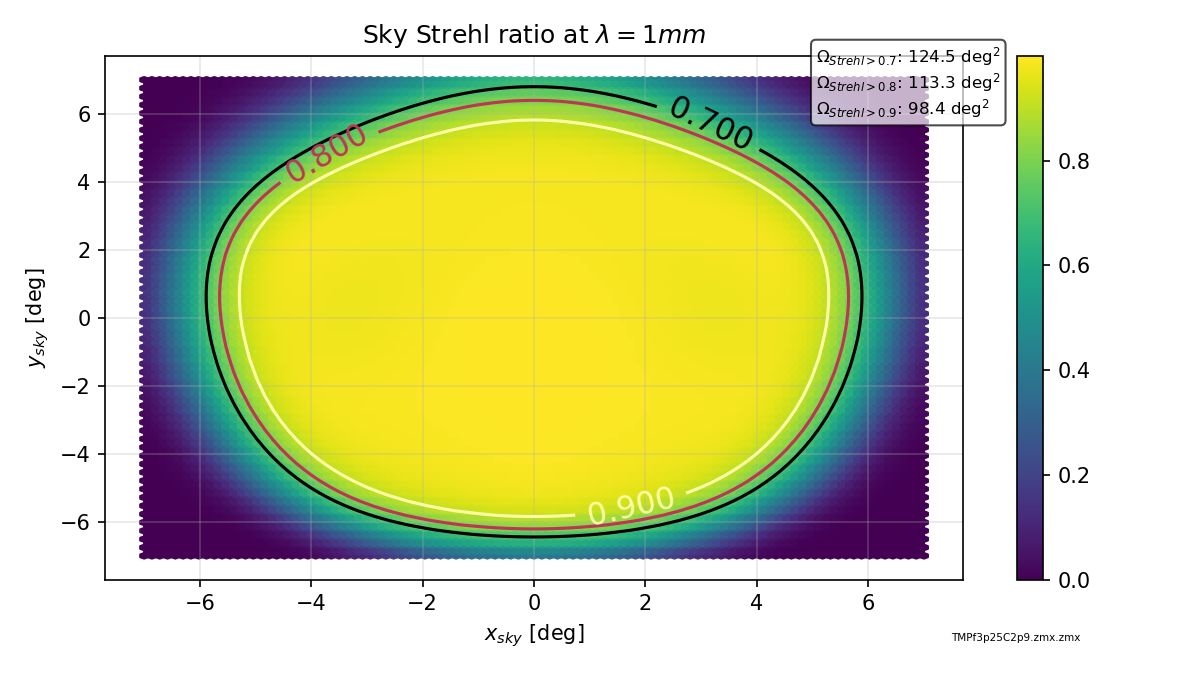 Sky Strehl ratio at λ = 1mm
Ω_Strehl>0.7: 124.5 deg²
Ω_Strehl>0.8: 113.3 deg²
Ω_Strehl>0.9: 98.4 deg²
0.700
0.800
0.900
6
4
2
0
−2
−4
−6
y_sky [deg]
−6 −4 −2 0 2 4 6
x_sky [deg]
0.8
0.6
0.4
0.2
0.0
TMPf3p25C2p9.zmx.zmx